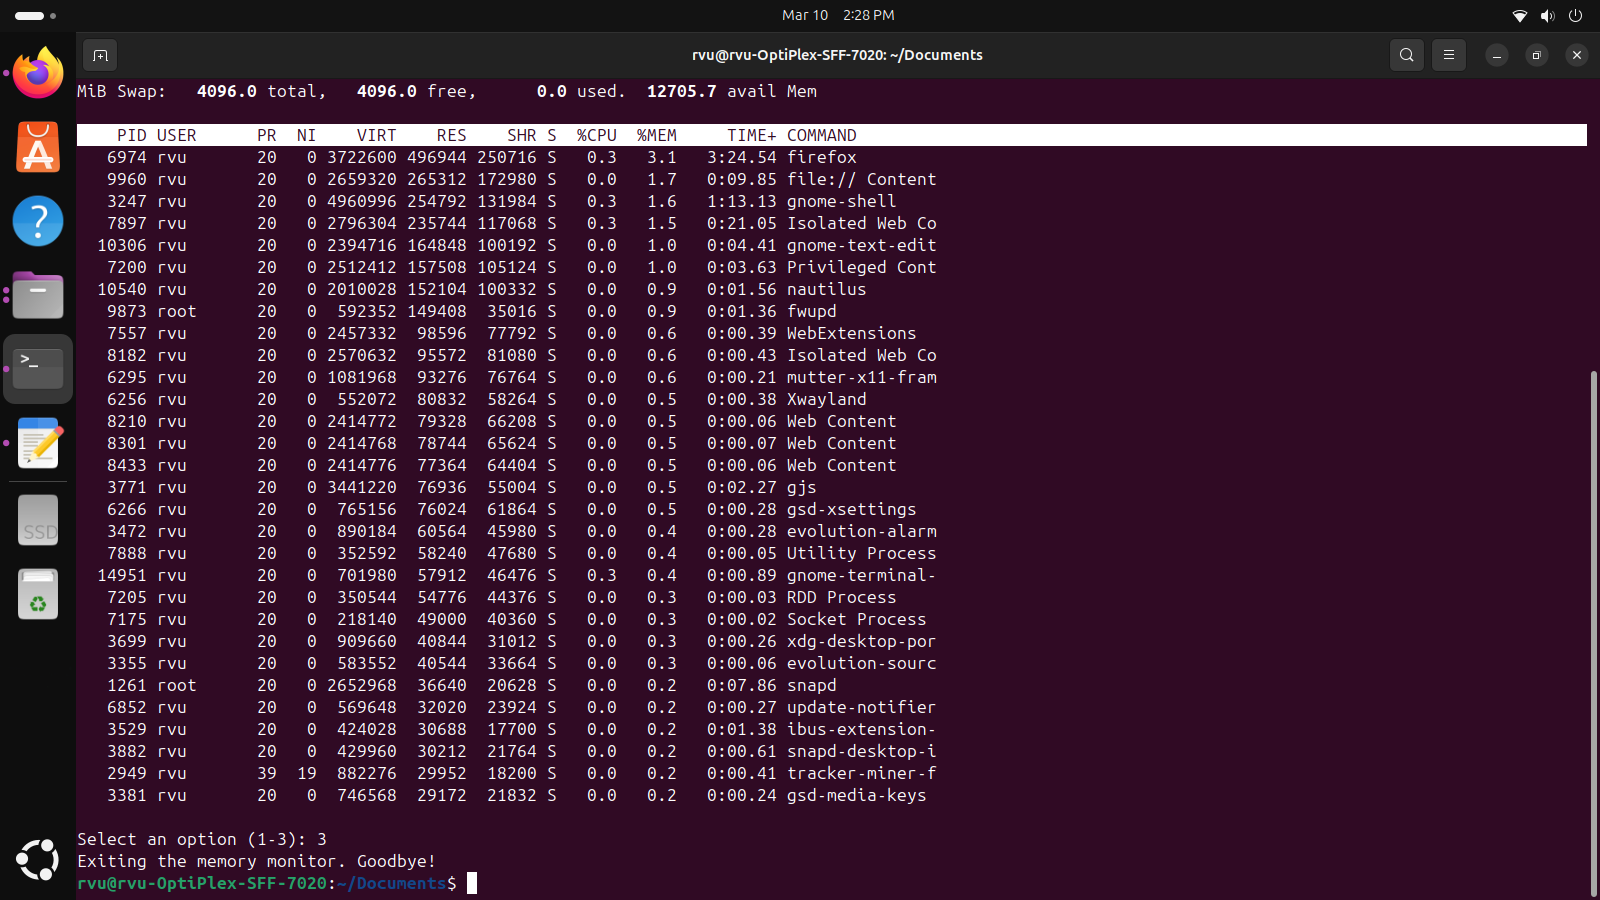 Mar 10 2:28 PM
rvu@rvu-OptiPlex-SFF-7020: ~/Documents
MiB Swap:   4096.0 total,   4096.0 free,      0.0 used.  12705.7 avail Mem
    PID USER      PR  NI    VIRT    RES    SHR S  %CPU  %MEM     TIME+ COMMAND
   6974 rvu       20   0 3722600 496944 250716 S   0.3   3.1   3:24.54 firefox
   9960 rvu       20   0 2659320 265312 172980 S   0.0   1.7   0:09.85 file:// Content
   3247 rvu       20   0 4960996 254792 131984 S   0.3   1.6   1:13.13 gnome-shell
   7897 rvu       20   0 2796304 235744 117068 S   0.3   1.5   0:21.05 Isolated Web Co
  10306 rvu       20   0 2394716 164848 100192 S   0.0   1.0   0:04.41 gnome-text-edit
   7200 rvu       20   0 2512412 157508 105124 S   0.0   1.0   0:03.63 Privileged Cont
  10540 rvu       20   0 2010028 152104 100332 S   0.0   0.9   0:01.56 nautilus
   9873 root      20   0  592352 149408  35016 S   0.0   0.9   0:01.36 fwupd
   7557 rvu       20   0 2457332  98596  77792 S   0.0   0.6   0:00.39 WebExtensions
   8182 rvu       20   0 2570632  95572  81080 S   0.0   0.6   0:00.43 Isolated Web Co
   6295 rvu       20   0 1081968  93276  76764 S   0.0   0.6   0:00.21 mutter-x11-fram
   6256 rvu       20   0  552072  80832  58264 S   0.0   0.5   0:00.38 Xwayland
   8210 rvu       20   0 2414772  79328  66208 S   0.0   0.5   0:00.06 Web Content
   8301 rvu       20   0 2414768  78744  65624 S   0.0   0.5   0:00.07 Web Content
   8433 rvu       20   0 2414776  77364  64404 S   0.0   0.5   0:00.06 Web Content
   3771 rvu       20   0 3441220  76936  55004 S   0.0   0.5   0:02.27 gjs
   6266 rvu       20   0  765156  76024  61864 S   0.0   0.5   0:00.28 gsd-xsettings
   3472 rvu       20   0  890184  60564  45980 S   0.0   0.4   0:00.28 evolution-alarm
   7888 rvu       20   0  352592  58240  47680 S   0.0   0.4   0:00.05 Utility Process
  14951 rvu       20   0  701980  57912  46476 S   0.3   0.4   0:00.89 gnome-terminal-
   7205 rvu       20   0  350544  54776  44376 S   0.0   0.3   0:00.03 RDD Process
   7175 rvu       20   0  218140  49000  40360 S   0.0   0.3   0:00.02 Socket Process
   3699 rvu       20   0  909660  40844  31012 S   0.0   0.3   0:00.26 xdg-desktop-por
   3355 rvu       20   0  583552  40544  33664 S   0.0   0.3   0:00.06 evolution-sourc
   1261 root      20   0 2652968  36640  20628 S   0.0   0.2   0:07.86 snapd
   6852 rvu       20   0  569648  32020  23924 S   0.0   0.2   0:00.27 update-notifier
   3529 rvu       20   0  424028  30688  17700 S   0.0   0.2   0:01.38 ibus-extension-
   3882 rvu       20   0  429960  30212  21764 S   0.0   0.2   0:00.61 snapd-desktop-i
   2949 rvu       39  19  882276  29952  18200 S   0.0   0.2   0:00.41 tracker-miner-f
   3381 rvu       20   0  746568  29172  21832 S   0.0   0.2   0:00.24 gsd-media-keys
Select an option (1-3): 3
Exiting the memory monitor. Goodbye!
rvu@rvu-OptiPlex-SFF-7020:~/Documents$
SSD